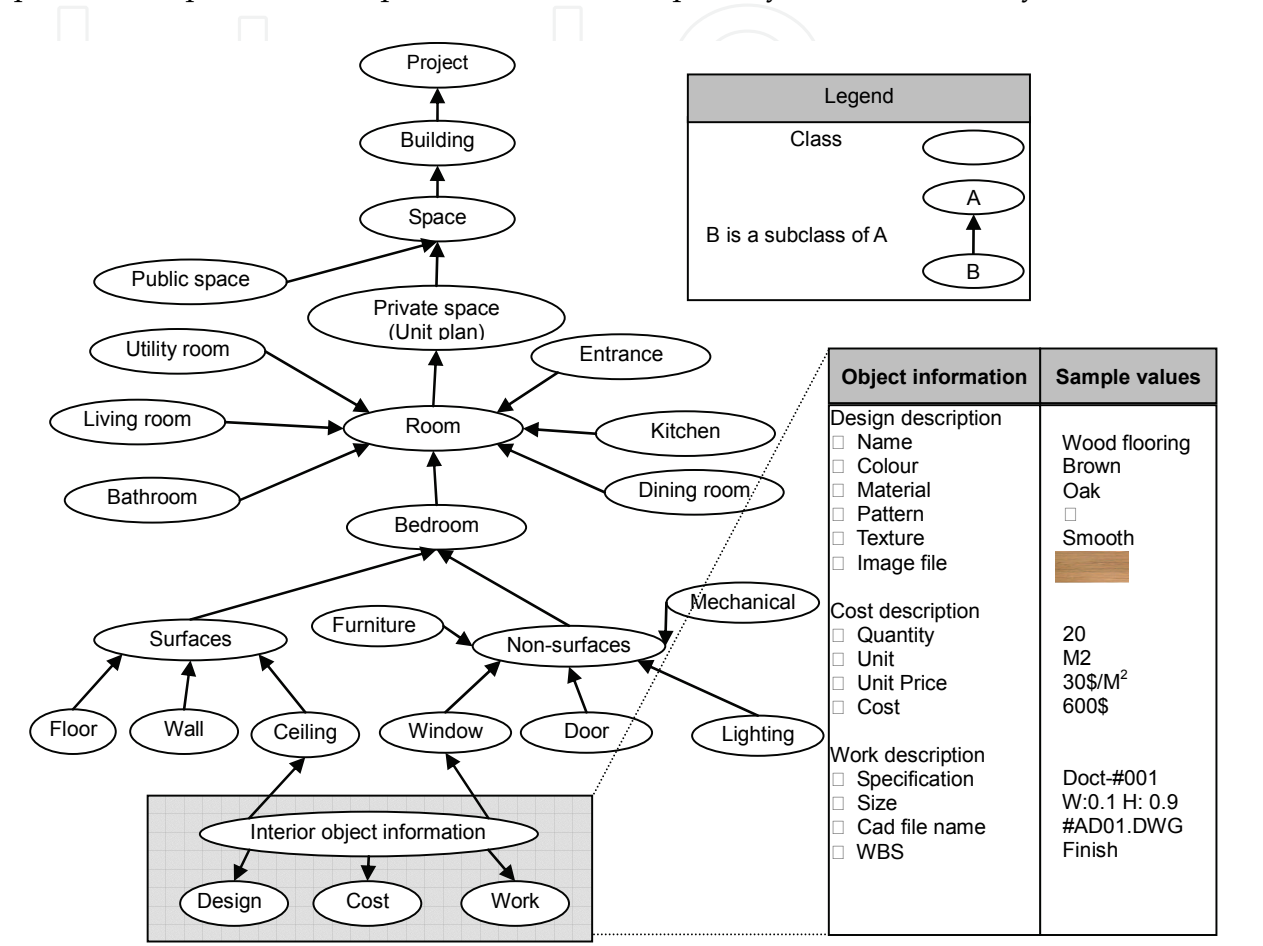 Project
Building
Space
Public space
Private space
(Unit plan)
Utility room
Entrance
Living room
Room
Kitchen
Bathroom
Dining room
Bedroom
Mechanical
Furniture
Surfaces
Non-surfaces
Floor
Wall
Ceiling
Window
Door
Lighting
Interior object information
Design
Cost
Work
Legend
Class
A
B is a subclass of A
B
Object information Sample values
Design description
Name Wood flooring
Colour Brown
Material Oak
Pattern
Texture Smooth
Image file
Cost description
Quantity 20
Unit M2
Unit Price 30$/M²
Cost 600$
Work description
Specification Doct-#001
Size W:0.1 H: 0.9
Cad file name #AD01.DWG
WBS Finish